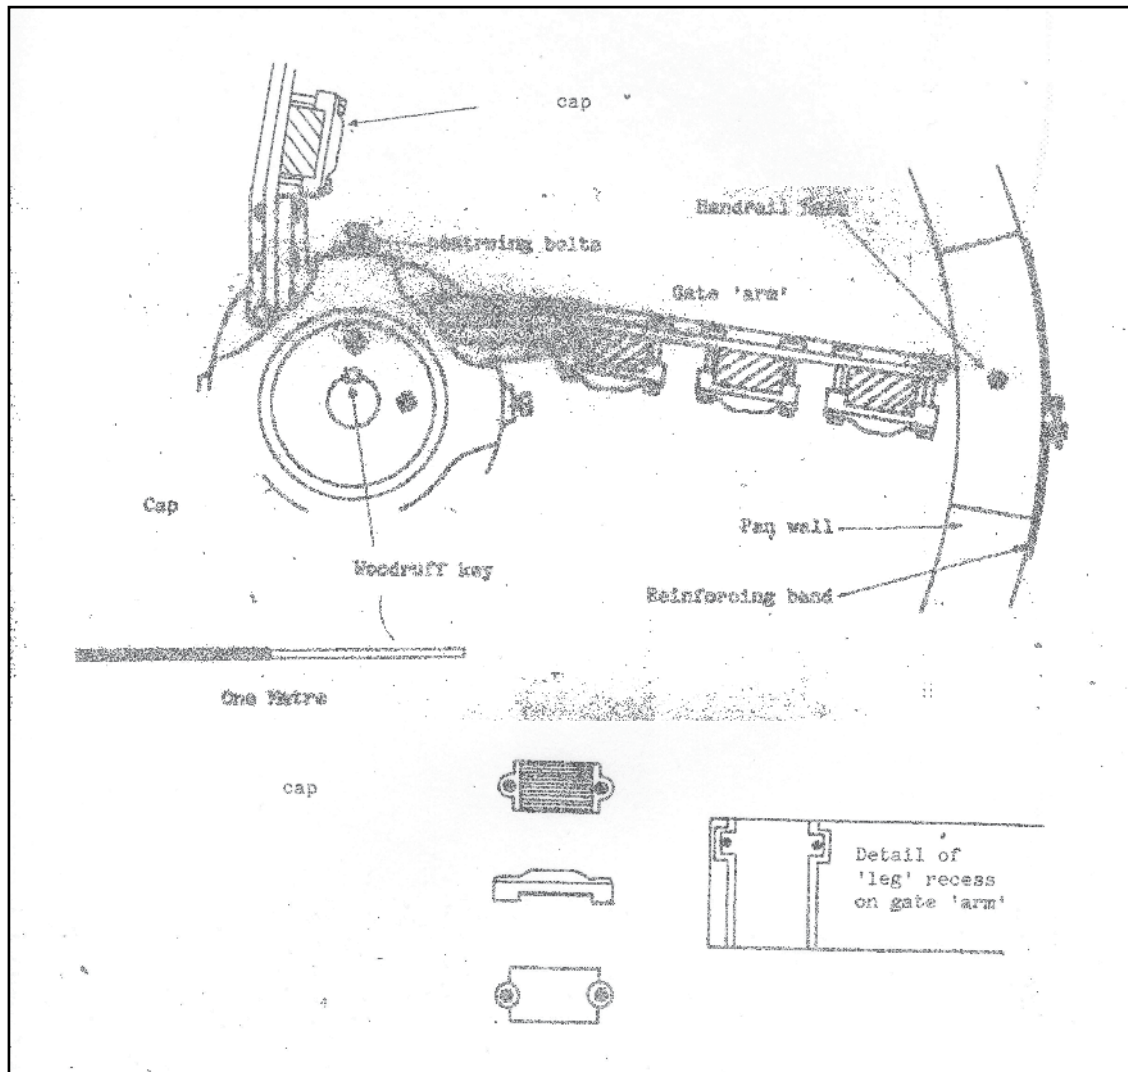 cap
Handrail
bolts
Gate 'arm'
Cap
Pan wall
Woodruff key
Reinforcing band
One Metre
cap
Detail of
'leg' recess
on gate 'arm'